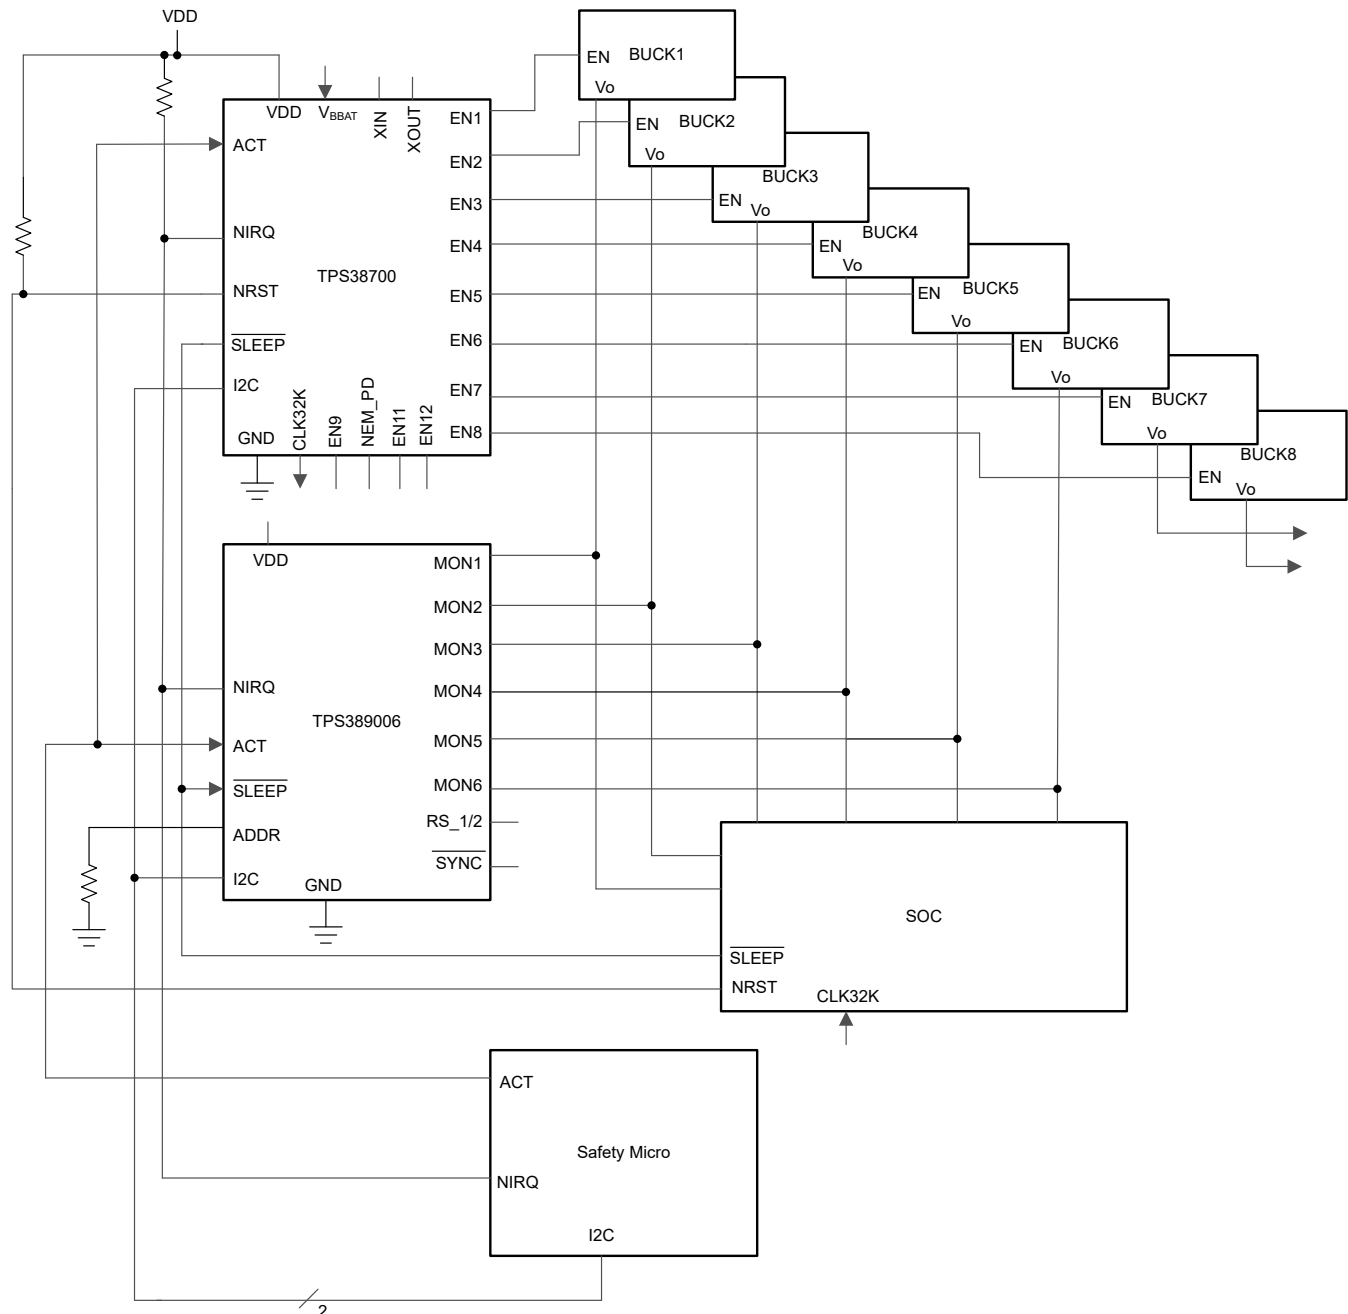 VDD
BUCK1
EN
Vo
BUCK2
EN
Vo
BUCK3
EN
Vo
BUCK4
EN
Vo
BUCK5
EN
Vo
BUCK6
EN
Vo
BUCK7
EN
Vo
BUCK8
EN
Vo
VDD
VBBAT
XIN
XOUT
ACT
NIRQ
NRST
SLEEP
I2C
GND
TPS38700
CLK32K
EN9
NEM_PD
EN11
EN12
EN1
EN2
EN3
EN4
EN5
EN6
EN7
EN8
VDD
NIRQ
ACT
SLEEP
ADDR
I2C
GND
TPS389006
MON1
MON2
MON3
MON4
MON5
MON6
RS_1/2
SYNC
SOC
SLEEP
NRST
CLK32K
ACT
Safety Micro
NIRQ
I2C
2